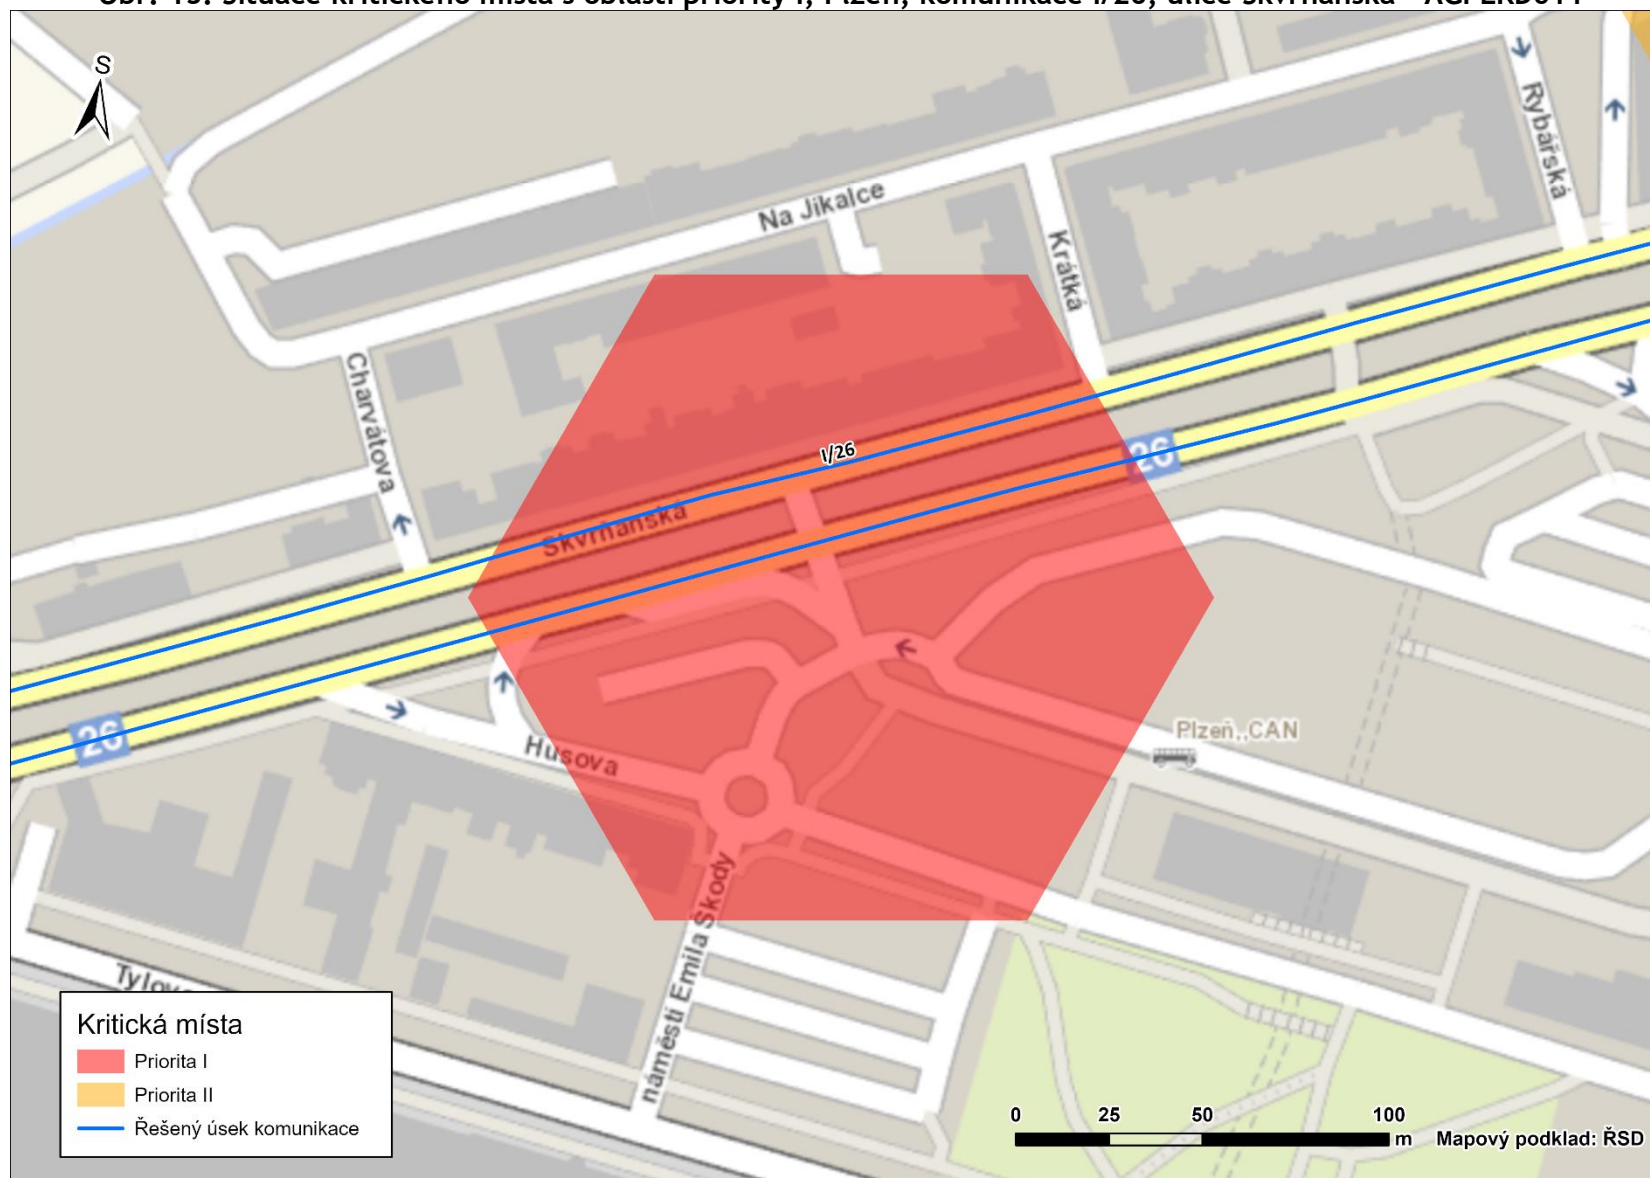 S
Rybářská
Na Jikalce
Krátká
Charvátova
I/26
26
Skvrňanská
26
Husova
Plzeň,,CAN
náměstí Emila Škody
Kritická místa
Priorita I
Priorita II
Řešený úsek komunikace
0 25 50 100
m Mapový podklad: ŘSD